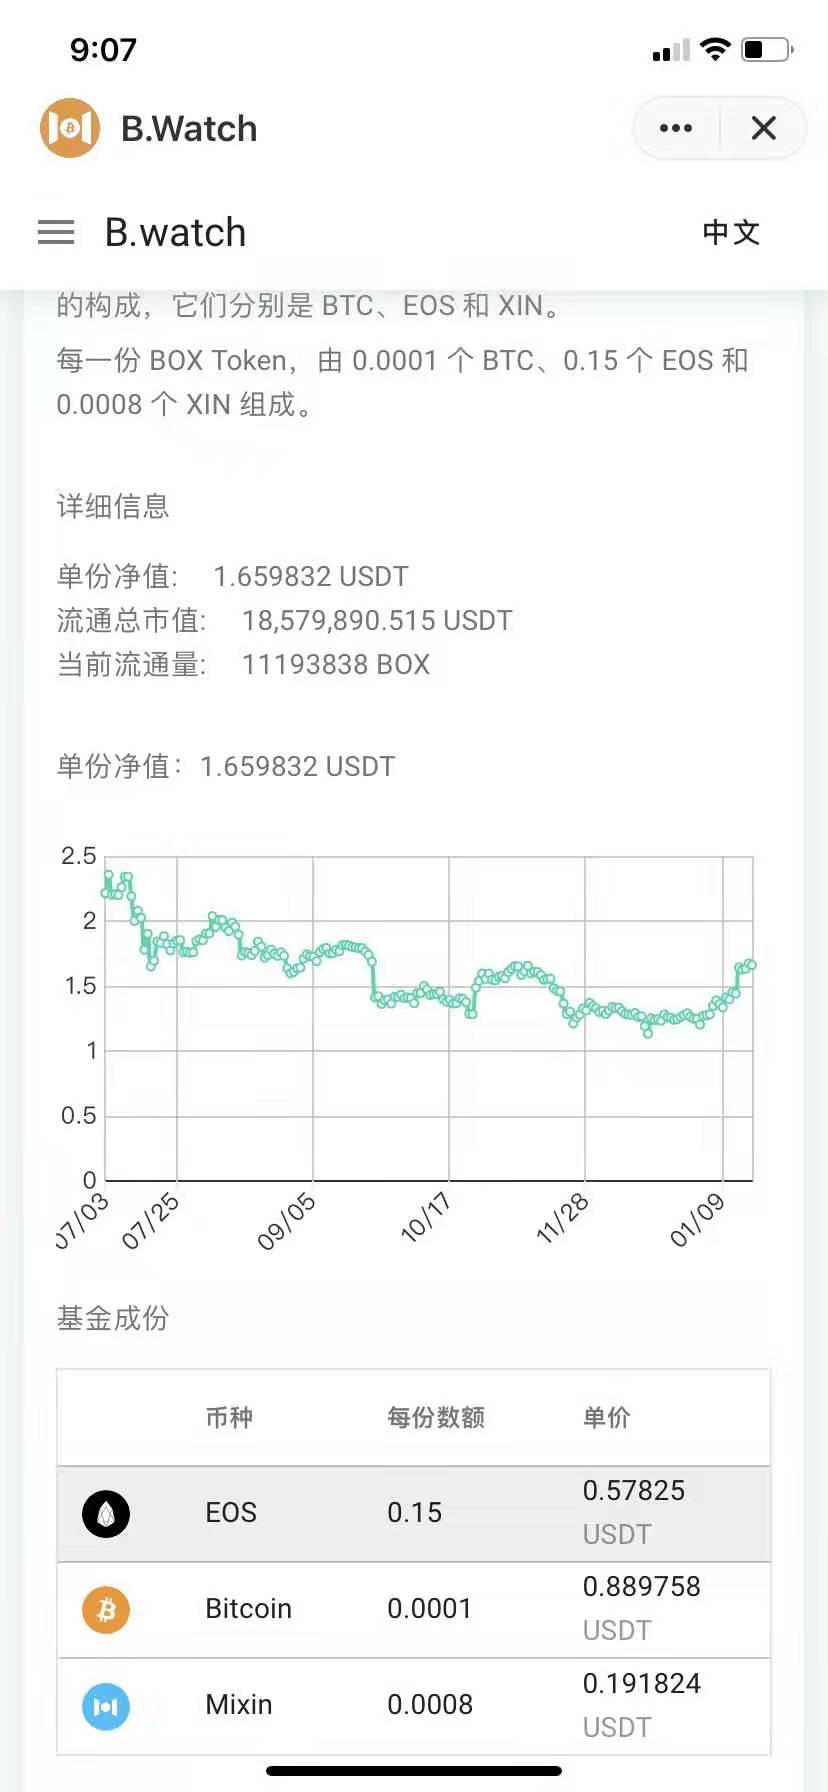 9:07
B.Watch
B.watch
中文
的构成，它们分别是 BTC、EOS 和 XIN。
每一份 BOX Token，由 0.0001 个 BTC、0.15 个 EOS 和
0.0008 个 XIN 组成。
详细信息
单份净值: 1.659832 USDT
流通总市值: 18,579,890.515 USDT
当前流通量: 11193838 BOX
单份净值：1.659832 USDT
2.5
2
1.5
1
0.5
0
07/03
07/25
09/05
10/17
11/28
01/09
基金成份
币种 每份数额 单价
EOS 0.15 0.57825
USDT
Bitcoin 0.0001 0.889758
USDT
Mixin 0.0008 0.191824
USDT